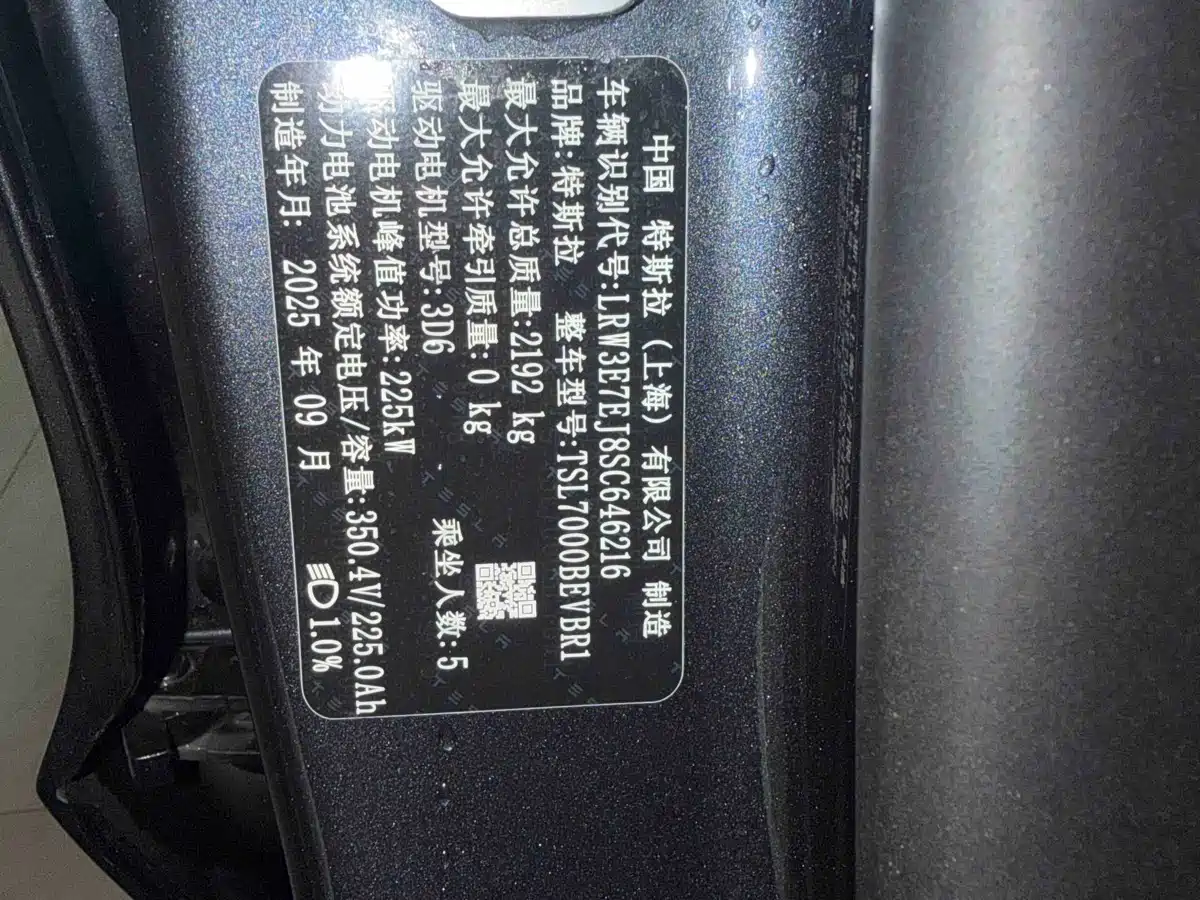 中国 特斯拉（上海）有限公司 制造
车辆识别代号:LRW3E7EJ8SC646216
品牌:特斯拉 整车型号:TSL7000BEVBR1
最大允许总质量:2192 kg
最大允许牵引质量: 0 kg
驱动电机型号:3D6 乘坐人数: 5
驱动电机峰值功率: 225kW
动力电池系统额定电压/容量:350.4V/225.0Ah
制造年月: 2025 年 09 月 1.0%